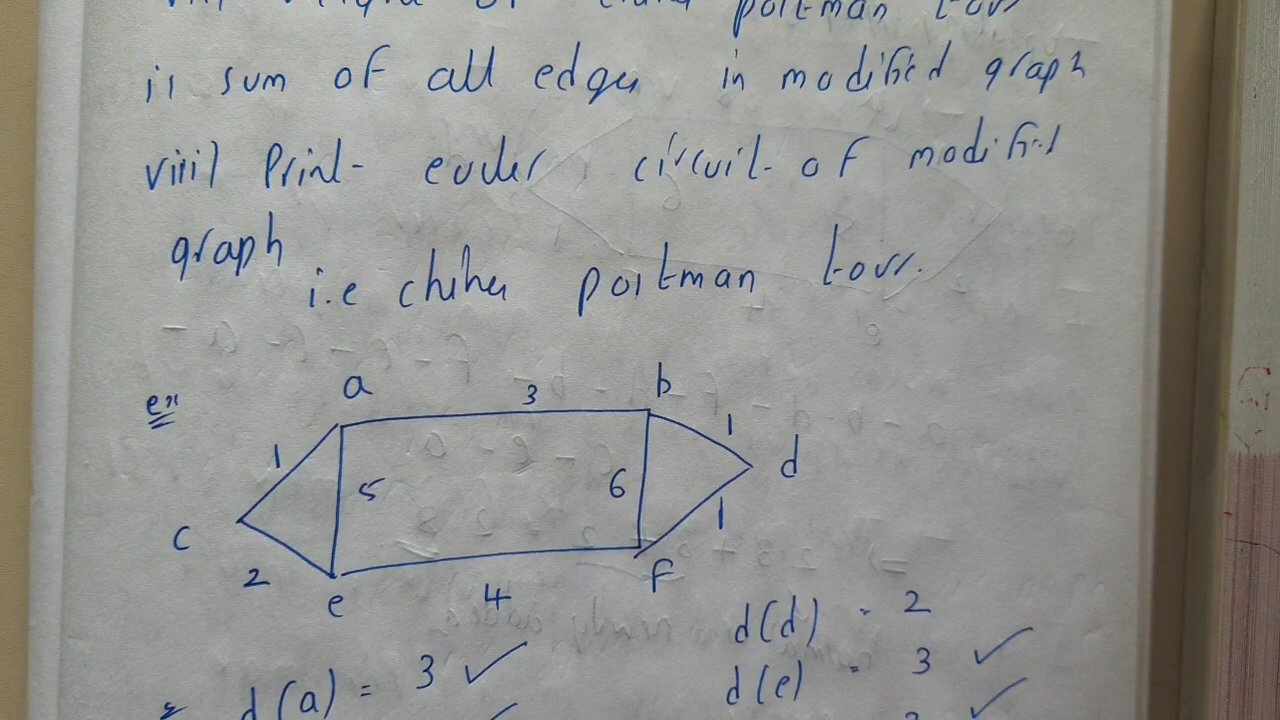 is sum of all edges in modified graph
viii) Print euler circuit of modified
graph
i.e chines postman tour.
ex
a 3 b
1 1
5 6 d
c 1
2 e 4 f
d(d) = 2
d(a) = 3 ✓ d(e) = 3 ✓